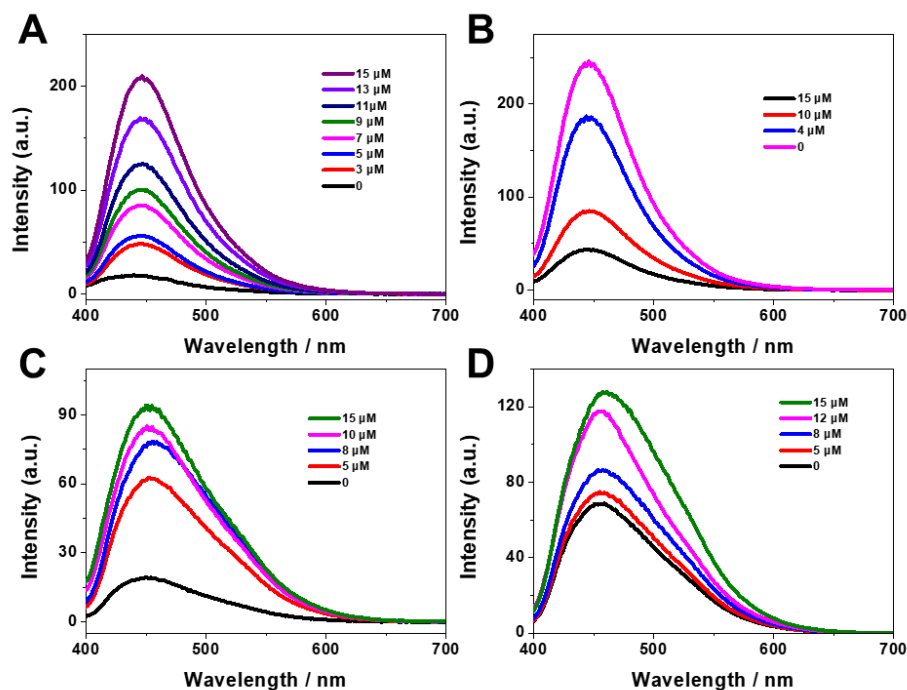 A
Intensity (a.u.)
200
100
0
15 µM
13 µM
11µM
9 µM
7 µM
5 µM
3 µM
0
400 500 600 700
Wavelength / nm
B
Intensity (a.u.)
200
100
0
15 µM
10 µM
4 µM
0
400 500 600 700
Wavelength / nm
C
Intensity (a.u.)
90
60
30
0
15 µM
10 µM
8 µM
5 µM
0
400 500 600 700
Wavelength / nm
D
Intensity (a.u.)
120
80
40
0
15 µM
12 µM
8 µM
5 µM
0
400 500 600 700
Wavelength / nm